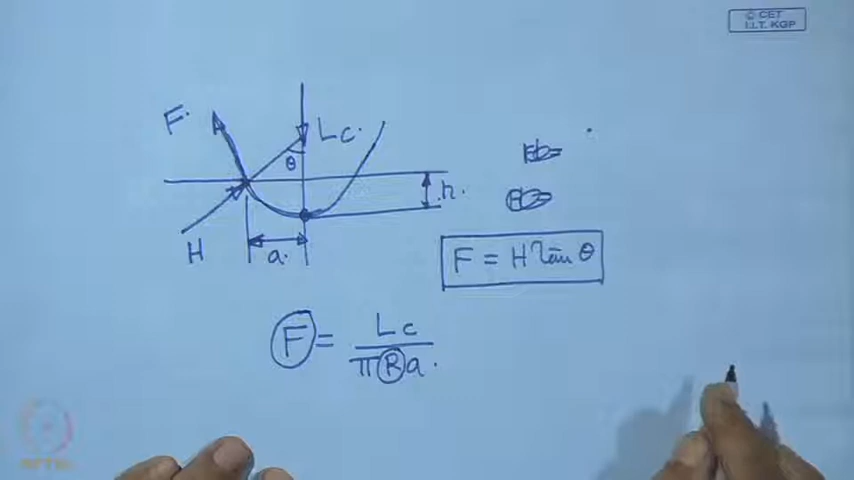 © CET
I.I.T. KGP
F.
Lc.
θ
h.
H
a.
F = H tan θ
F = Lc / πRa.